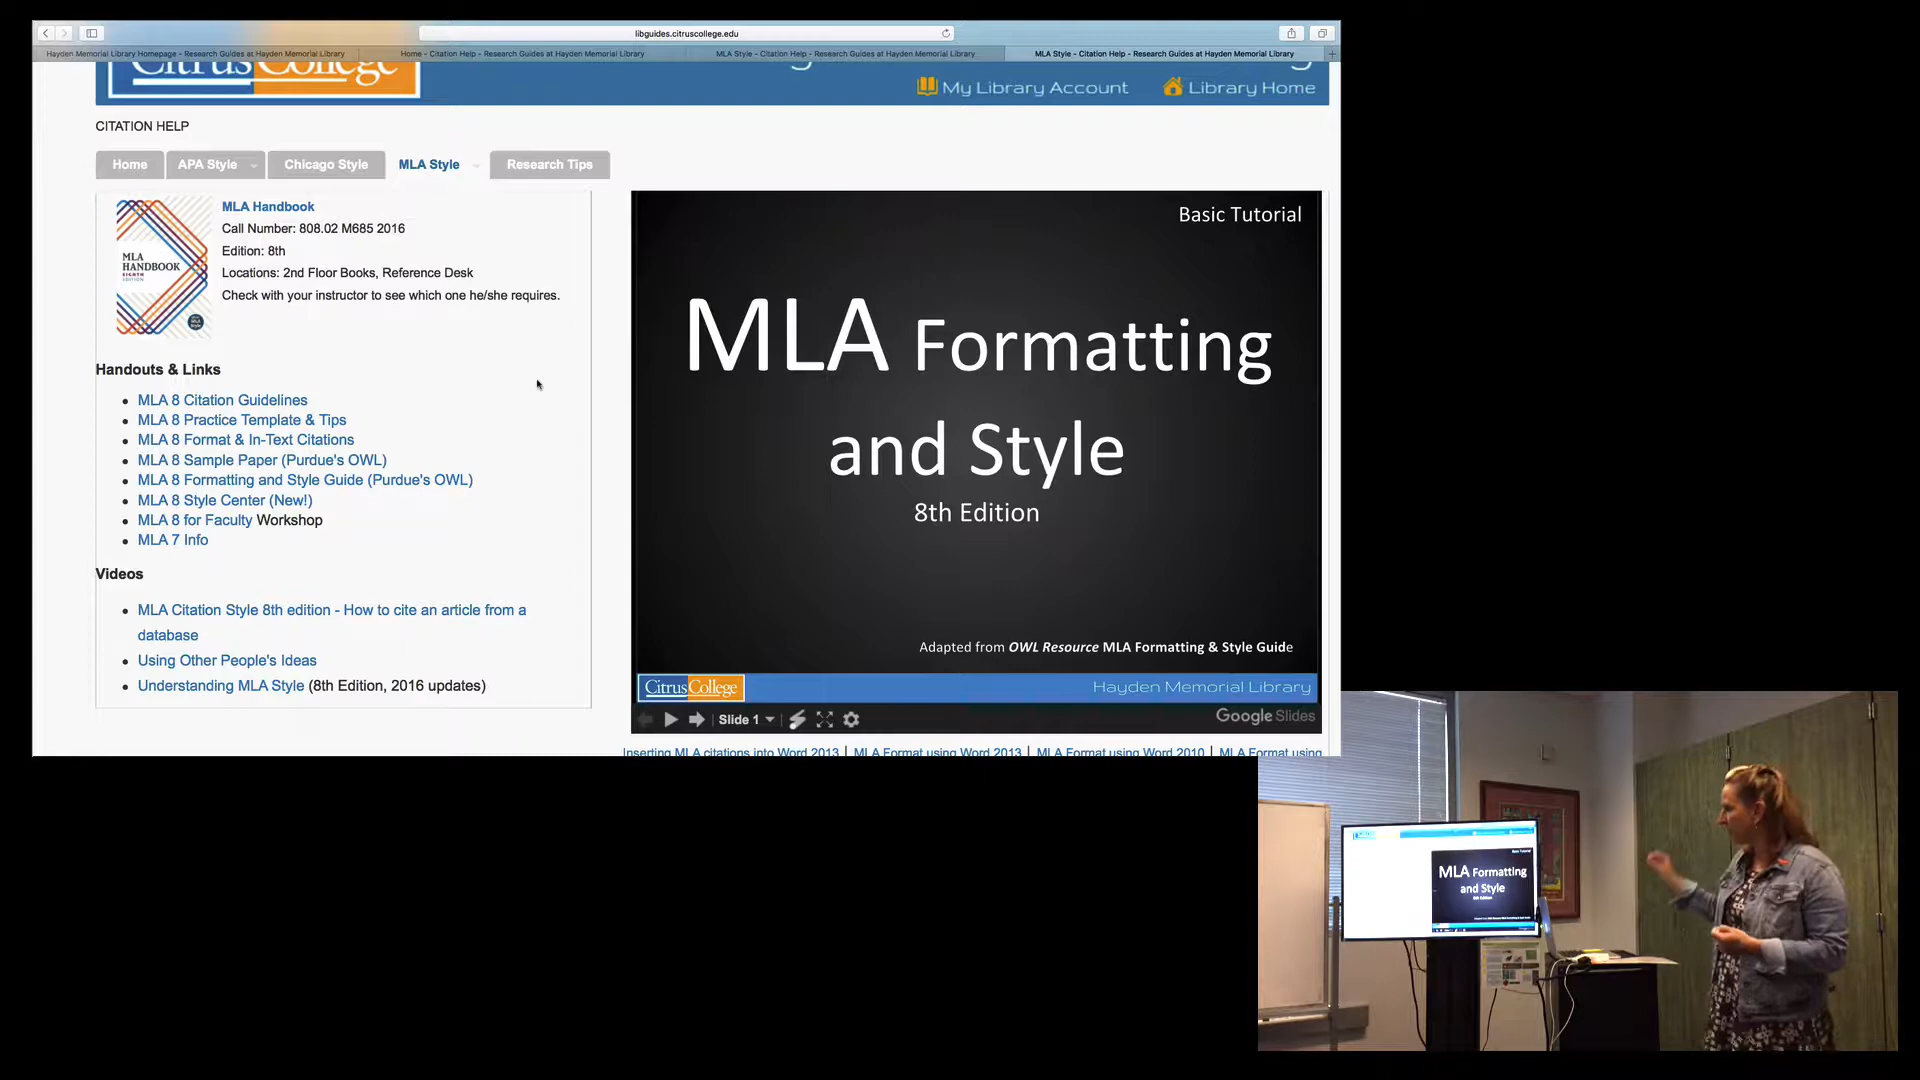 libguides.citruscollege.edu
Hayden Memorial Library Homepage - Research Guides at Hayden Memorial Library
Home - Citation Help - Research Guides at Hayden Memorial Library
MLA Style - Citation Help - Research Guides at Hayden Memorial Library
MLA Style - Citation Help - Research Guides at Hayden Memorial Library
Citrus College
My Library Account
Library Home
CITATION HELP
Home
APA Style
Chicago Style
MLA Style
Research Tips
MLA
HANDBOOK
EIGHTH
EDITION
MLA Handbook
Call Number: 808.02 M685 2016
Edition: 8th
Locations: 2nd Floor Books, Reference Desk
Check with your instructor to see which one he/she requires.
Handouts & Links
MLA 8 Citation Guidelines
MLA 8 Practice Template & Tips
MLA 8 Format & In-Text Citations
MLA 8 Sample Paper (Purdue's OWL)
MLA 8 Formatting and Style Guide (Purdue's OWL)
MLA 8 Style Center (New!)
MLA 8 for Faculty Workshop
MLA 7 Info
Videos
MLA Citation Style 8th edition - How to cite an article from a
database
Using Other People's Ideas
Understanding MLA Style (8th Edition, 2016 updates)
Basic Tutorial
MLA Formatting
and Style
8th Edition
Adapted from OWL Resource MLA Formatting & Style Guide
CitrusCollege
Hayden Memorial Library
Slide 1
Google Slides
Inserting MLA citations into Word 2013 | MLA Format using Word 2013 | MLA Format using Word 2010 | MLA Format using
MLA Formatting
and Style
8th Edition